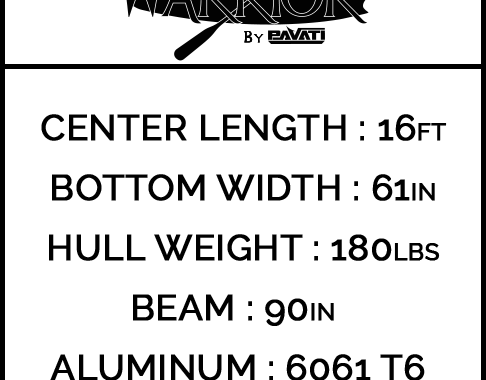 WARRIOR
BY PAVATI
CENTER LENGTH : 16FT
BOTTOM WIDTH : 61IN
HULL WEIGHT : 180LBS
BEAM : 90IN
ALUMINUM : 6061 T6